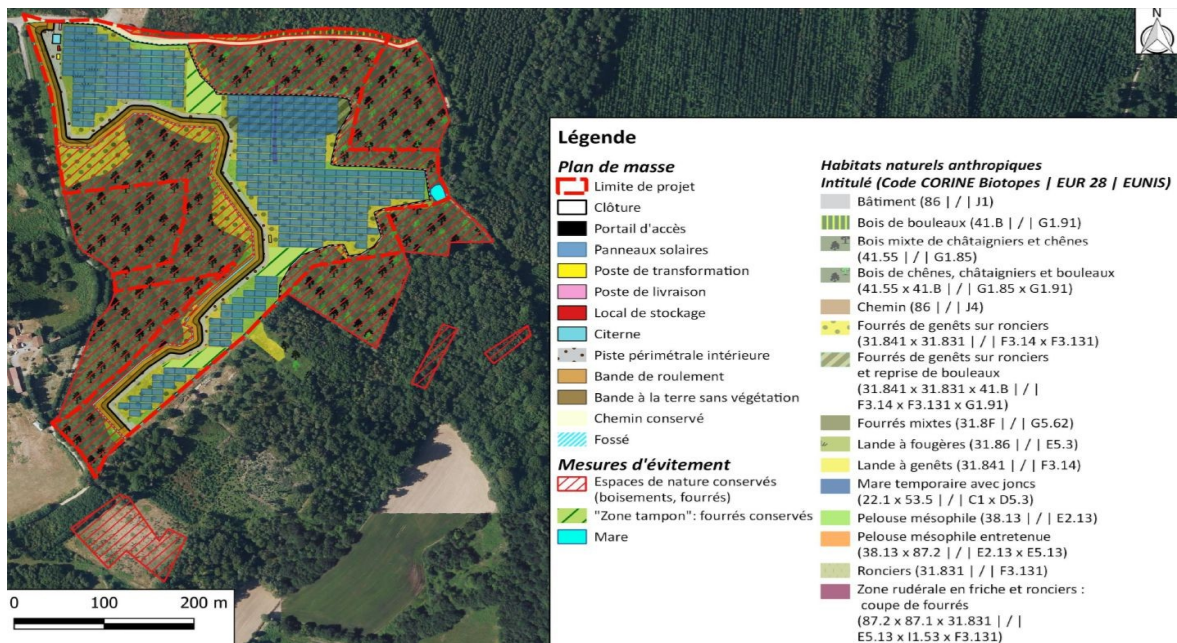 N
Légende
Plan de masse
Limite de projet
Clôture
Portail d'accès
Panneaux solaires
Poste de transformation
Poste de livraison
Local de stockage
Citerne
Piste périmétrale intérieure
Bande de roulement
Bande à la terre sans végétation
Chemin conservé
Fossé
Mesures d'évitement
Espaces de nature conservés
(boisements, fourrés)
"Zone tampon": fourrés conservés
Mare
Habitats naturels anthropiques
Intitulé (Code CORINE Biotopes | EUR 28 | EUNIS)
Bâtiment (86 | / | J1)
Bois de bouleaux (41.B | / | G1.91)
Bois mixte de châtaigniers et chênes
(41.55 | / | G1.85)
Bois de chênes, châtaigniers et bouleaux
(41.55 x 41.B | / | G1.85 x G1.91)
Chemin (86 | / | J4)
Fourrés de genêts sur ronciers
(31.841 x 31.831 | / | F3.14 x F3.131)
Fourrés de genêts sur ronciers
et reprise de bouleaux
(31.841 x 31.831 x 41.B | / |
F3.14 x F3.131 x G1.91)
Fourrés mixtes (31.8F | / | G5.62)
Lande à fougères (31.86 | / | E5.3)
Lande à genêts (31.841 | / | F3.14)
Mare temporaire avec joncs
(22.1 x 53.5 | / | C1 x D5.3)
Pelouse mésophile (38.13 | / | E2.13)
Pelouse mésophile entretenue
(38.13 x 87.2 | / | E2.13 x E5.13)
Ronciers (31.831 | / | F3.131)
Zone rudérale en friche et ronciers :
coupe de fourrés
(87.2 x 87.1 x 31.831 | / |
E5.13 x I1.53 x F3.131)
0 100 200 m